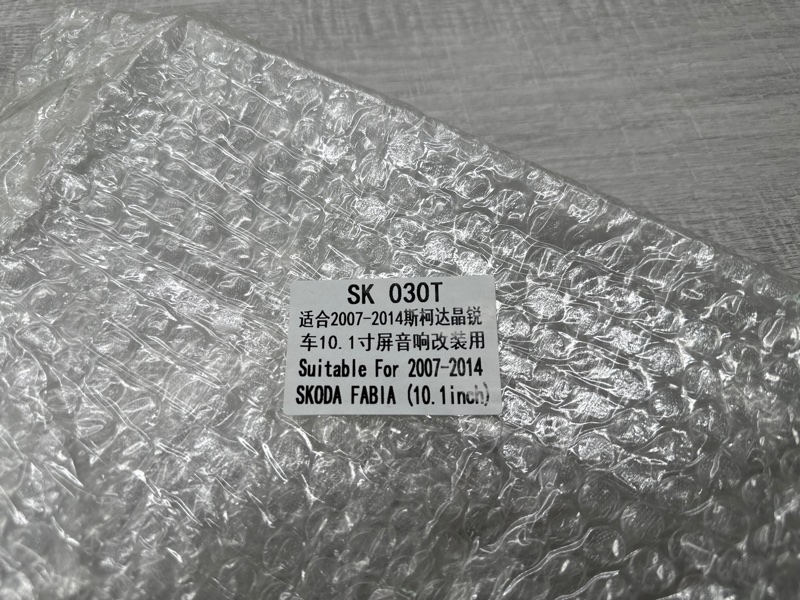 SK 030T
适合2007-2014斯柯达晶锐
车10.1寸屏音响改装用
Suitable For 2007-2014
SKODA FABIA (10.1inch)